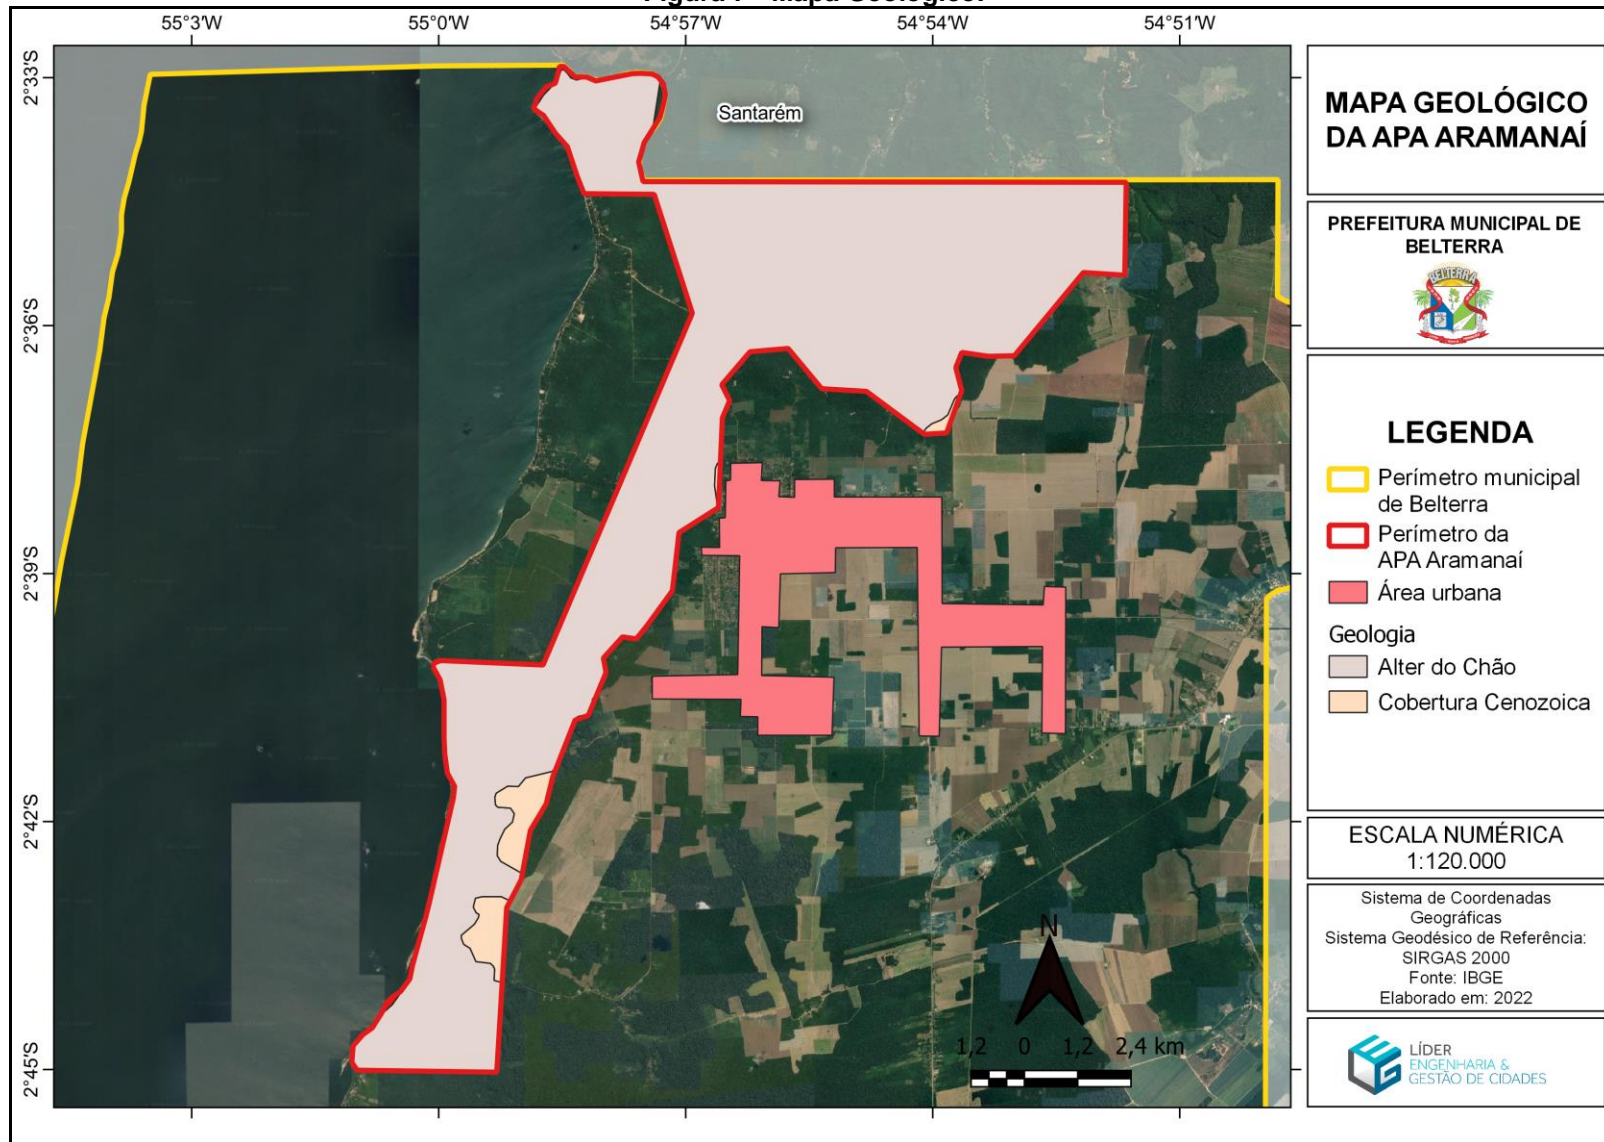 55°3'W 55°0'W 54°57'W 54°54'W 54°51'W
2°33'S
2°36'S
2°39'S
2°42'S
2°45'S
Santarém
N
1,2 0 1,2 2,4 km
MAPA GEOLÓGICO
DA APA ARAMANAÍ
PREFEITURA MUNICIPAL DE
BELTERRA
BELTERRA
LEGENDA
Perímetro municipal
de Belterra
Perímetro da
APA Aramanaí
Área urbana
Geologia
Alter do Chão
Cobertura Cenozoica
ESCALA NUMÉRICA
1:120.000
Sistema de Coordenadas
Geográficas
Sistema Geodésico de Referência:
SIRGAS 2000
Fonte: IBGE
Elaborado em: 2022
LÍDER
ENGENHARIA &
GESTÃO DE CIDADES